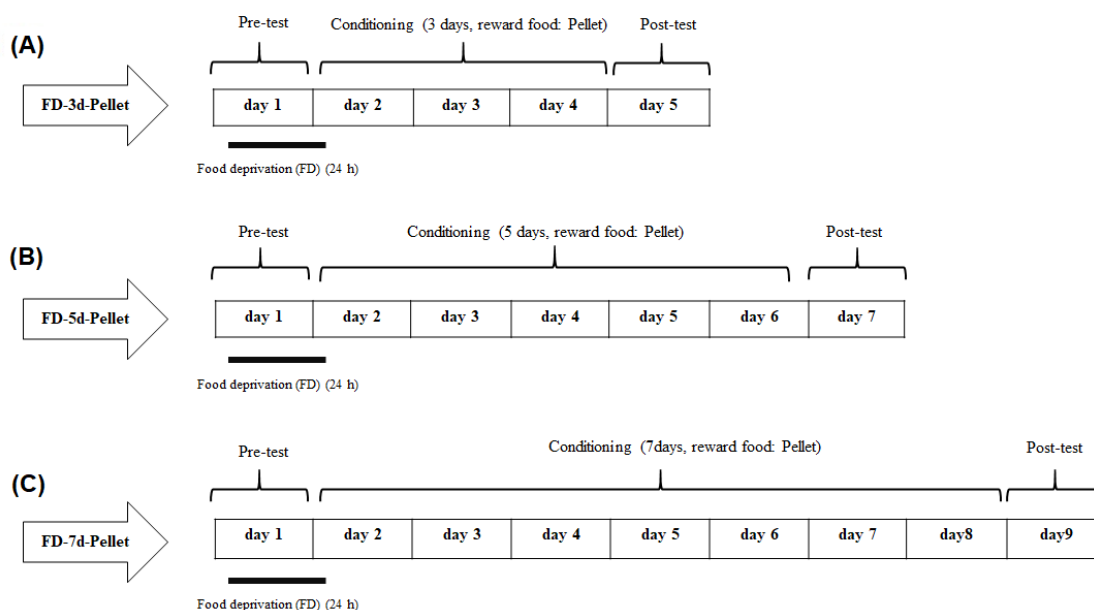 Pre-test Conditioning (3 days, reward food: Pellet) Post-test
(A)
FD-3d-Pellet day 1 day 2 day 3 day 4 day 5
Food deprivation (FD) (24 h)
Pre-test Conditioning (5 days, reward food: Pellet) Post-test
(B)
FD-5d-Pellet day 1 day 2 day 3 day 4 day 5 day 6 day 7
Food deprivation (FD) (24 h)
Pre-test Conditioning (7days, reward food: Pellet) Post-test
(C)
FD-7d-Pellet day 1 day 2 day 3 day 4 day 5 day 6 day 7 day8 day9
Food deprivation (FD) (24 h)